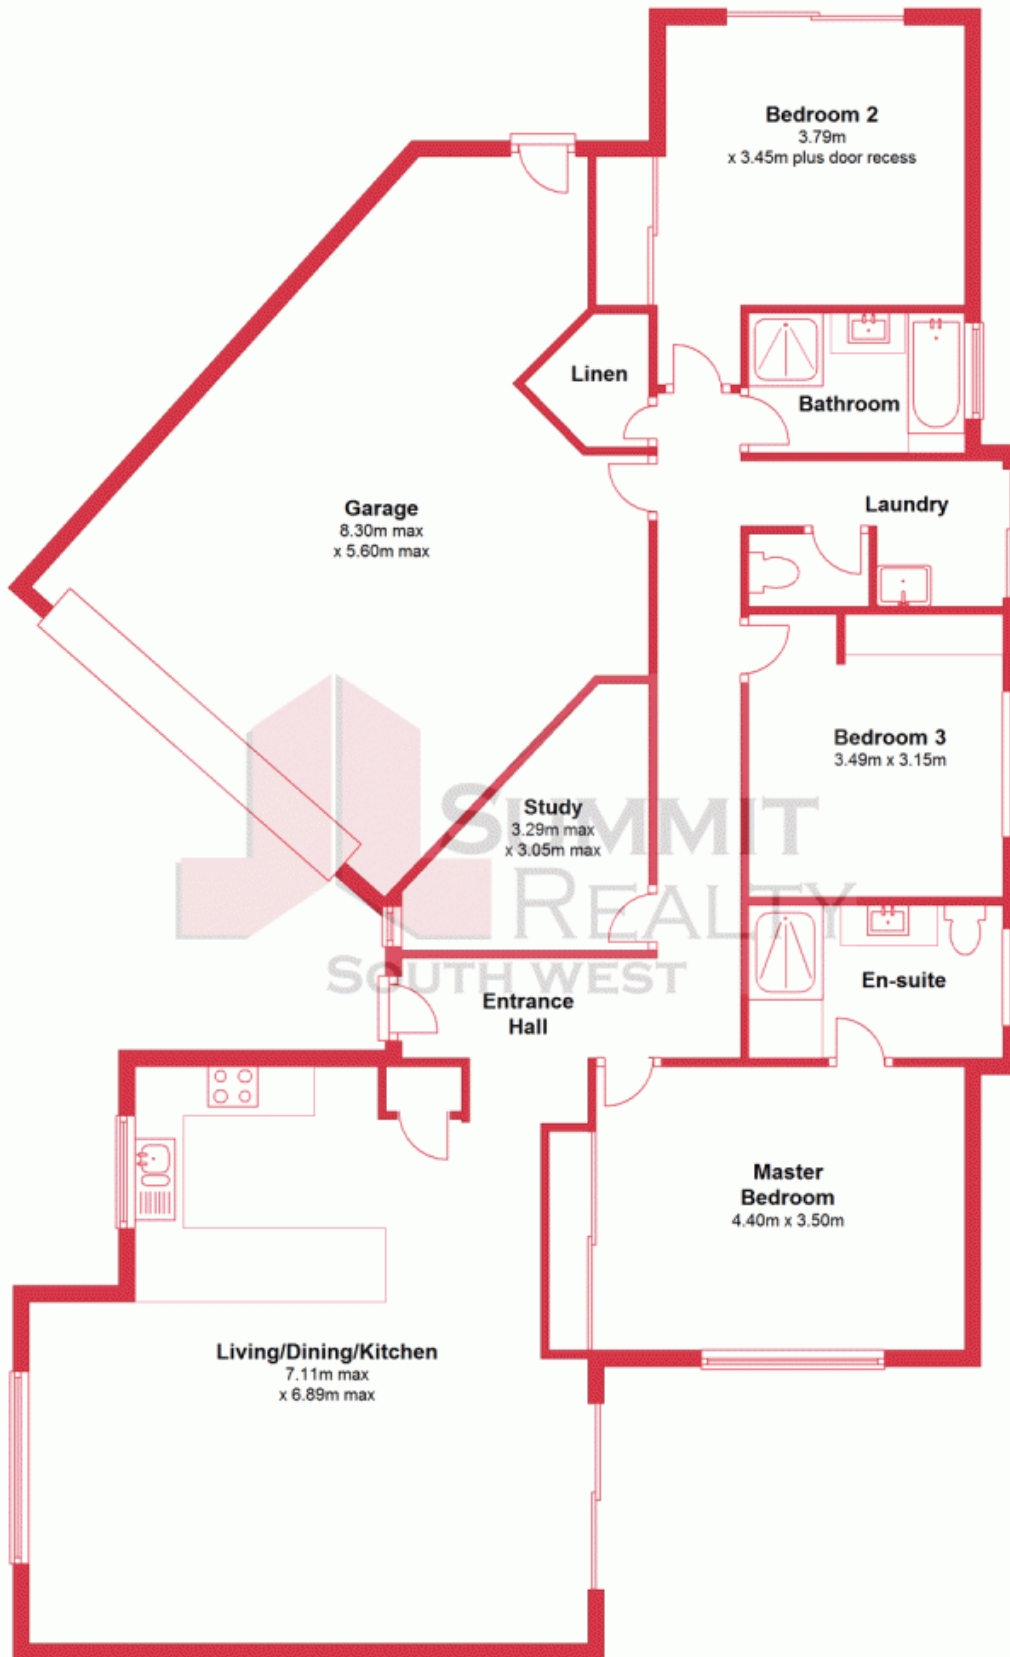 Bedroom 2
3.79m
x 3.45m plus door recess
Linen
Bathroom
Garage
8.30m max
x 5.60m max
Laundry
Bedroom 3
3.49m x 3.15m
Study
3.29m max
x 3.05m max
SUMMIT
REALTY
SOUTH WEST
En-suite
Entrance
Hall
Master
Bedroom
4.40m x 3.50m
Living/Dining/Kitchen
7.11m max
x 6.89m max